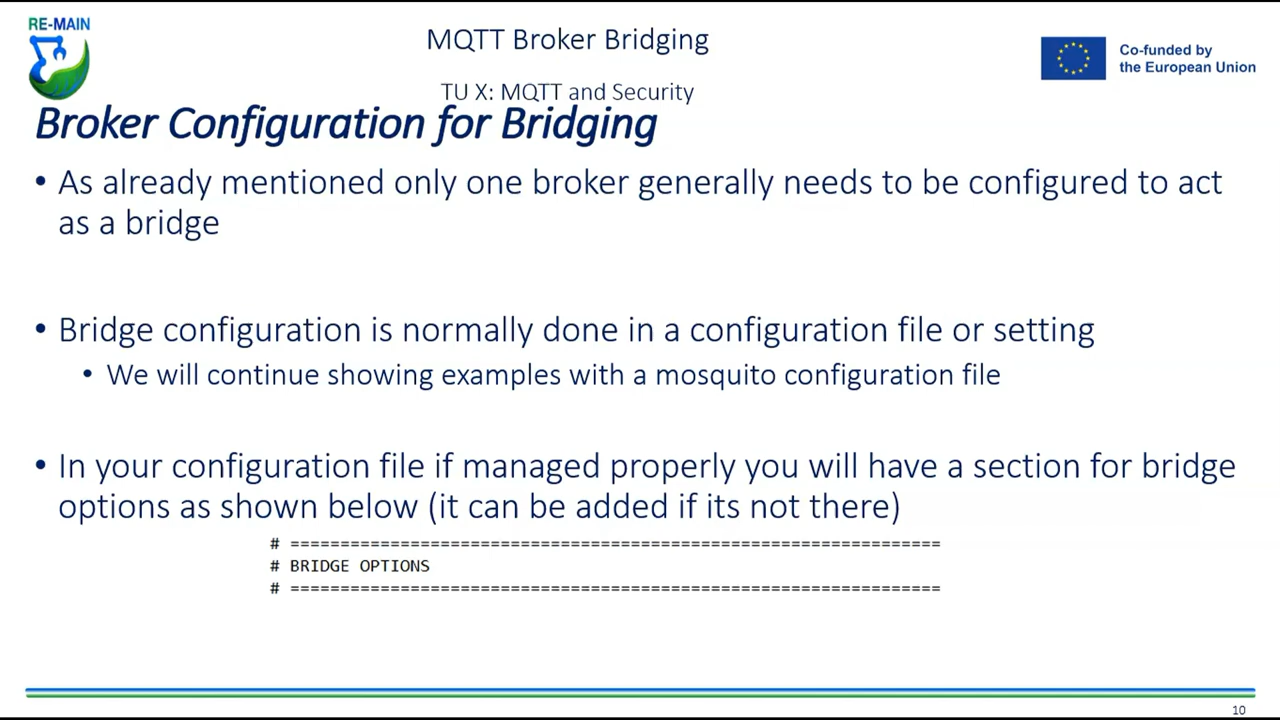 RE-MAIN
MQTT Broker Bridging
Co-funded by
the European Union
TU X: MQTT and Security
Broker Configuration for Bridging
• As already mentioned only one broker generally needs to be configured to act
as a bridge
• Bridge configuration is normally done in a configuration file or setting
• We will continue showing examples with a mosquito configuration file
• In your configuration file if managed properly you will have a section for bridge
options as shown below (it can be added if its not there)
# =================================================================
# BRIDGE OPTIONS
# =================================================================
10